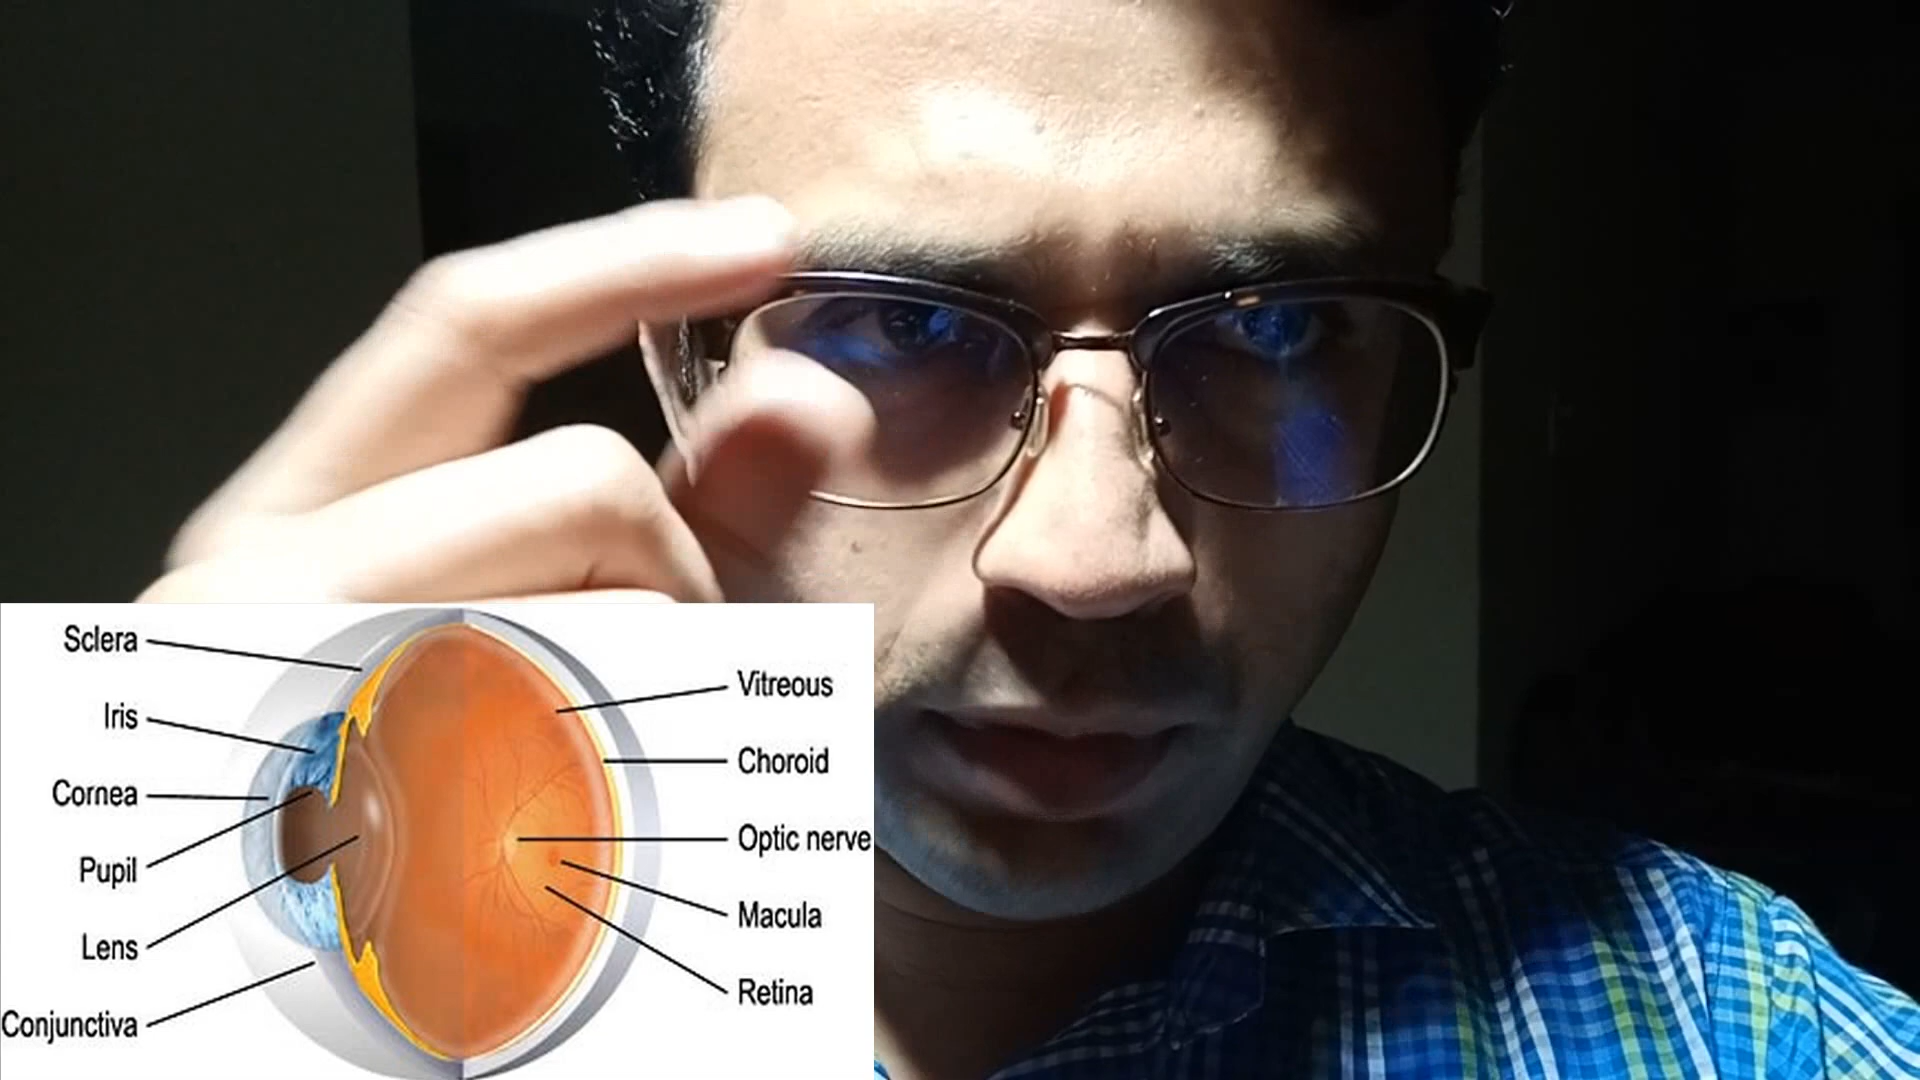 Sclera
Iris
Cornea
Pupil
Lens
Conjunctiva
Vitreous
Choroid
Optic nerve
Macula
Retina